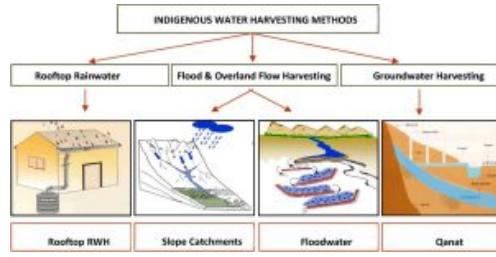 INDIGENOUS WATER HARVESTING METHODS
Rooftop Rainwater
Flood & Overland Flow Harvesting
Groundwater Harvesting
Rooftop RWH
Slope Catchments
Floodwater
Qanat